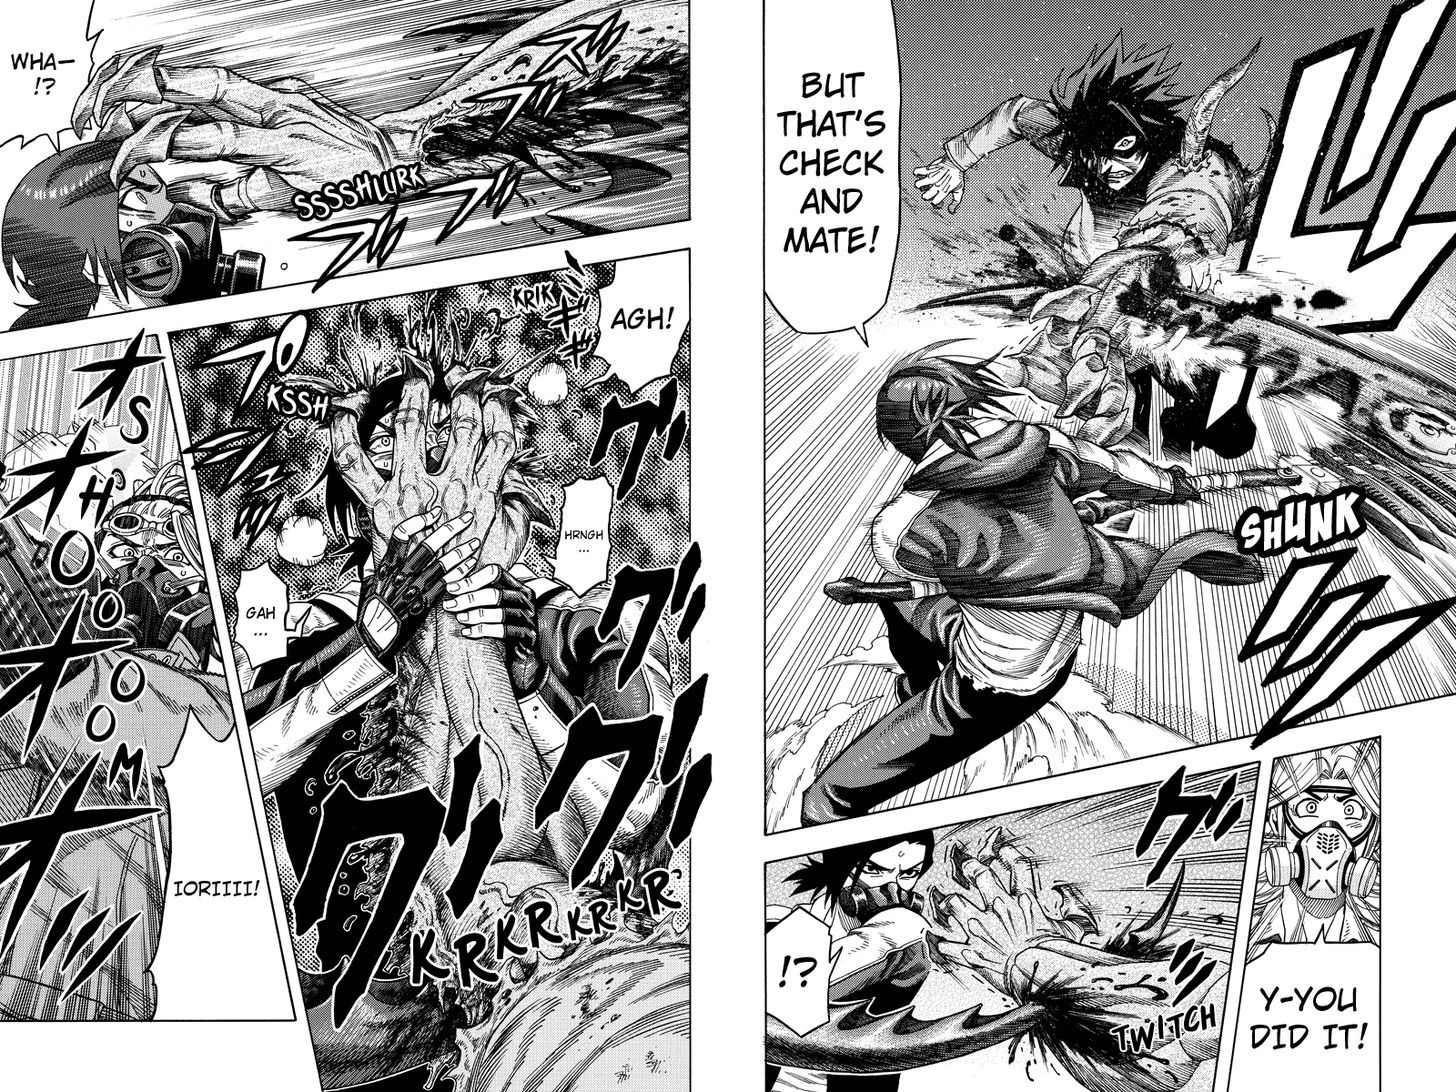 BUT
THAT'S
CHECK
AND
MATE!
SHUNK
Y-YOU
DID IT!
!?
TWITCH
WHA—
!?
SSSSHLURK
AGH!
KRIK
KSSH
HRNGH
...
GAH
...
KRKRKRKR
SHOOOOM
IORIIII!